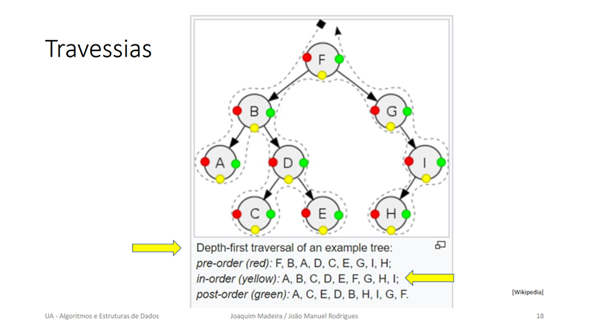 Travessias
F
B
G
A
D
I
C
E
H
Depth-first traversal of an example tree:
pre-order (red): F, B, A, D, C, E, G, I, H;
in-order (yellow): A, B, C, D, E, F, G, H, I;
post-order (green): A, C, E, D, B, H, I, G, F.
[Wikipedia]
UA - Algoritmos e Estruturas de Dados
Joaquim Madeira / João Manuel Rodrigues
18